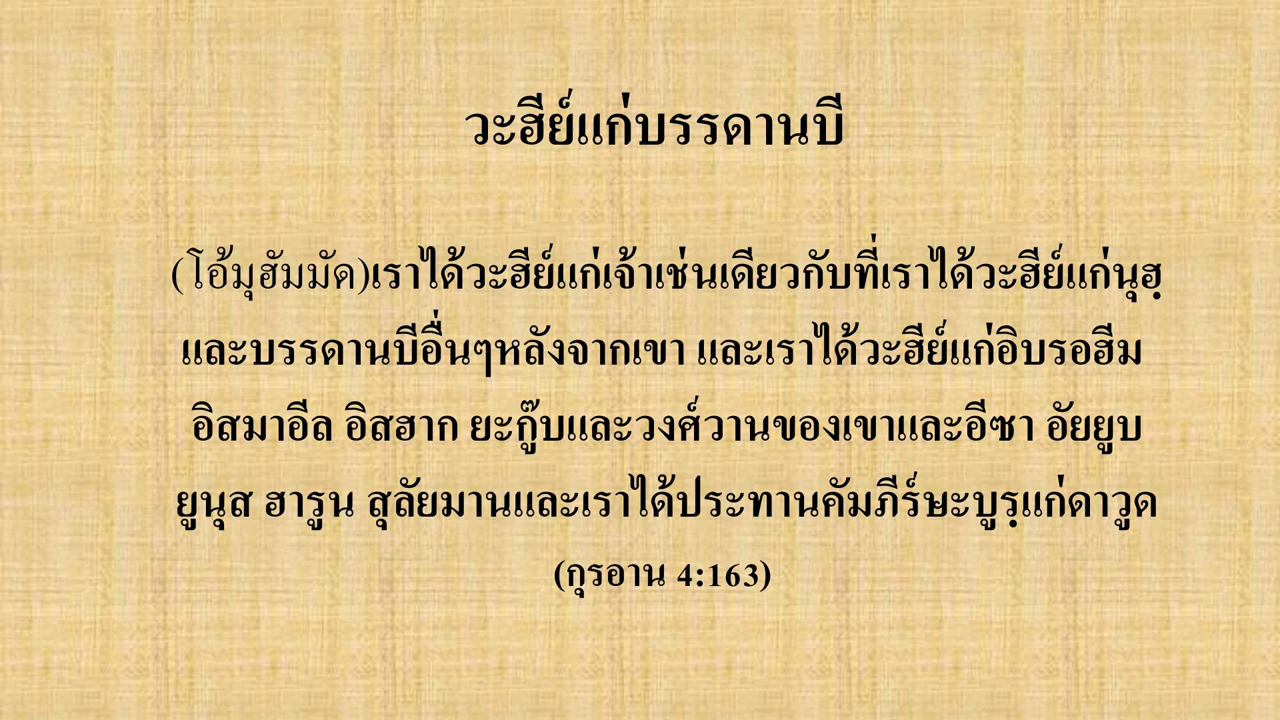 วะฮีย์แก่บรรดานบี
(โอ้มุฮัมมัด)เราได้วะฮีย์แก่เจ้าเช่นเดียวกับที่เราได้วะฮีย์แก่นุฮฺ
และบรรดานบีอื่นๆหลังจากเขา และเราได้วะฮีย์แก่อิบรอฮีม
อิสมาอีล อิสฮาก ยะกู๊บและวงศ์วานของเขาและอีซา อัยยูบ
ยูนุส ฮารูน สุลัยมานและเราได้ประทานคัมภีร์ษะบูรฺแก่ดาวูด
(กุรอาน 4:163)